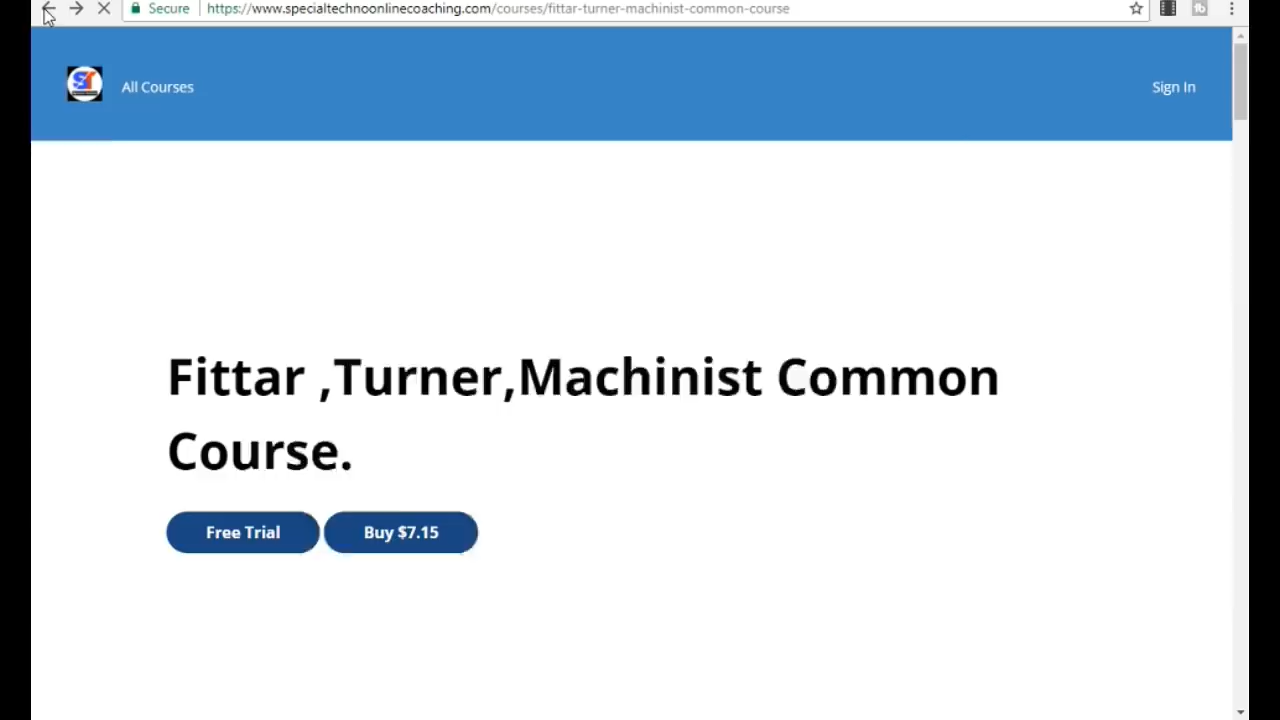 Secure https://www.specialtechnoonlinecoaching.com/courses/fittar-turner-machinist-common-course
ST All Courses Sign In
Fittar ,Turner,Machinist Common
Course.
Free Trial Buy $7.15